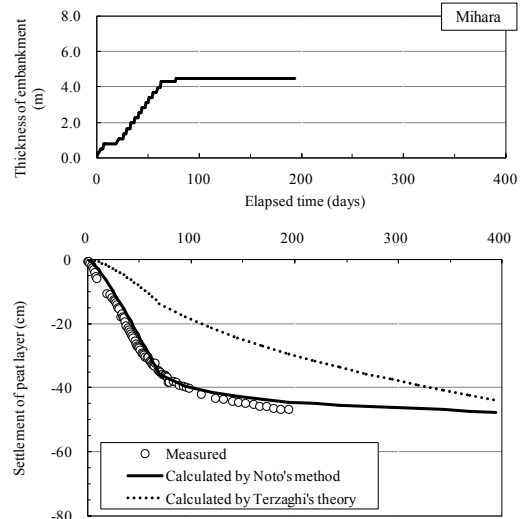 Mihara
Thickness of embankment
(m)
8.0
6.0
4.0
2.0
0.0
0 100 200 300 400
Elapsed time (days)
0 100 200 300 400
Settlement of peat layer (cm)
0
-20
-40
-60
-80
Measured
Calculated by Noto's method
Calculated by Terzaghi's theory